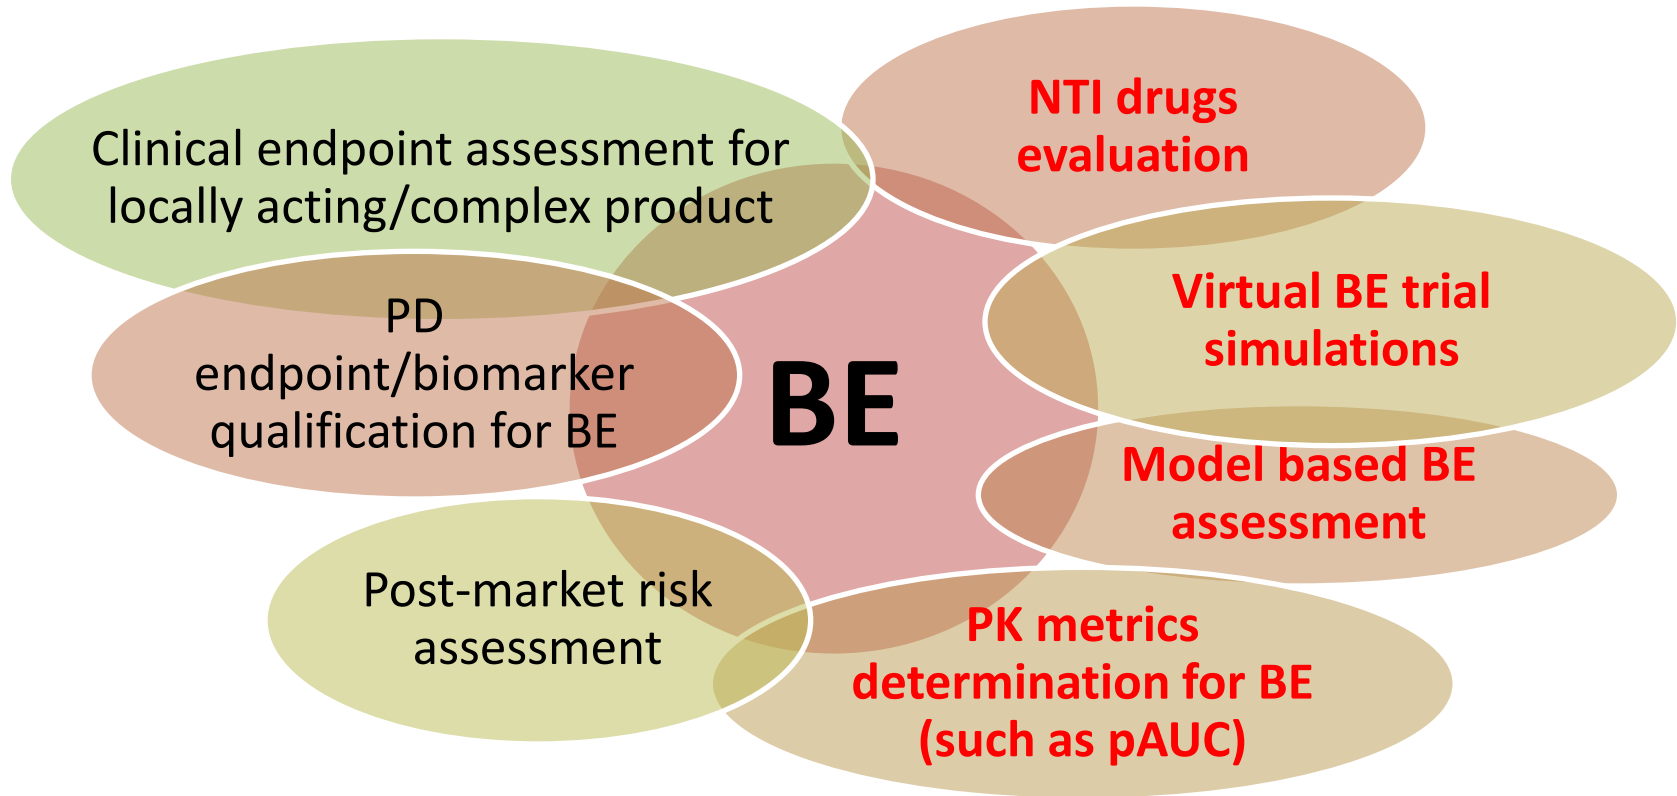 Clinical endpoint assessment for
locally acting/complex product
NTI drugs
evaluation
PD
endpoint/biomarker
qualification for BE
BE
Virtual BE trial
simulations
Model based BE
assessment
Post-market risk
assessment
PK metrics
determination for BE
(such as pAUC)